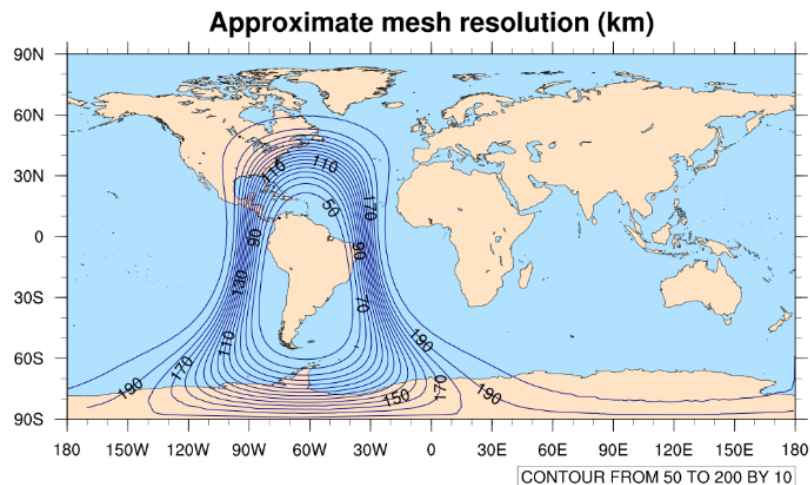 Approximate mesh resolution (km)
90N
60N
110
110
30N
50
170
0
90
90
130
30S
70
110
190
60S
170
190
190
150
170
90S
180 150W 120W 90W 60W 30W 0 30E 60E 90E 120E 150E 180
CONTOUR FROM 50 TO 200 BY 10